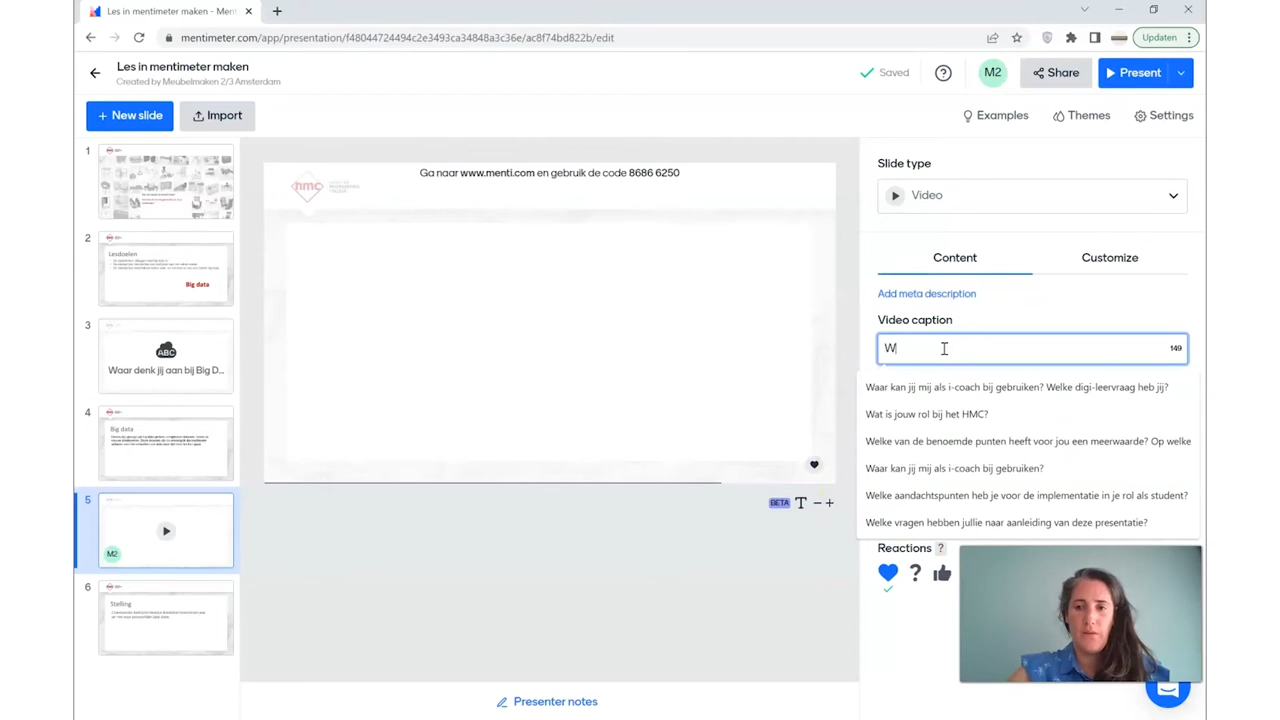 Les in mentimeter maken - Ment
mentimeter.com/app/presentation/f48044724494c2e3493ca34848a3c36e/ac8f74bd822b/edit
Updaten
Les in mentimeter maken
Created by Meubelmaken 2/3 Amsterdam
Saved
M2
Share
Present
+ New slide
Import
Examples
Themes
Settings
1
2
Lesdoelen
Big data
3
ABC
Waar denk jij aan bij Big D...
4
Big data
5
M2
6
Stelling
Ga naar www.menti.com en gebruik de code 8686 6250
hmc
BETA
T
Presenter notes
Slide type
Video
Content
Customize
Add meta description
Video caption
W
149
Waar kan jij mij als i-coach bij gebruiken? Welke digi-leervraag heb jij?
Wat is jouw rol bij het HMC?
Welke van de benoemde punten heeft voor jou een meerwaarde? Op welke
Waar kan jij mij als i-coach bij gebruiken?
Welke aandachtspunten heb je voor de implementatie in je rol als student?
Welke vragen hebben jullie naar aanleiding van deze presentatie?
Reactions ?
?